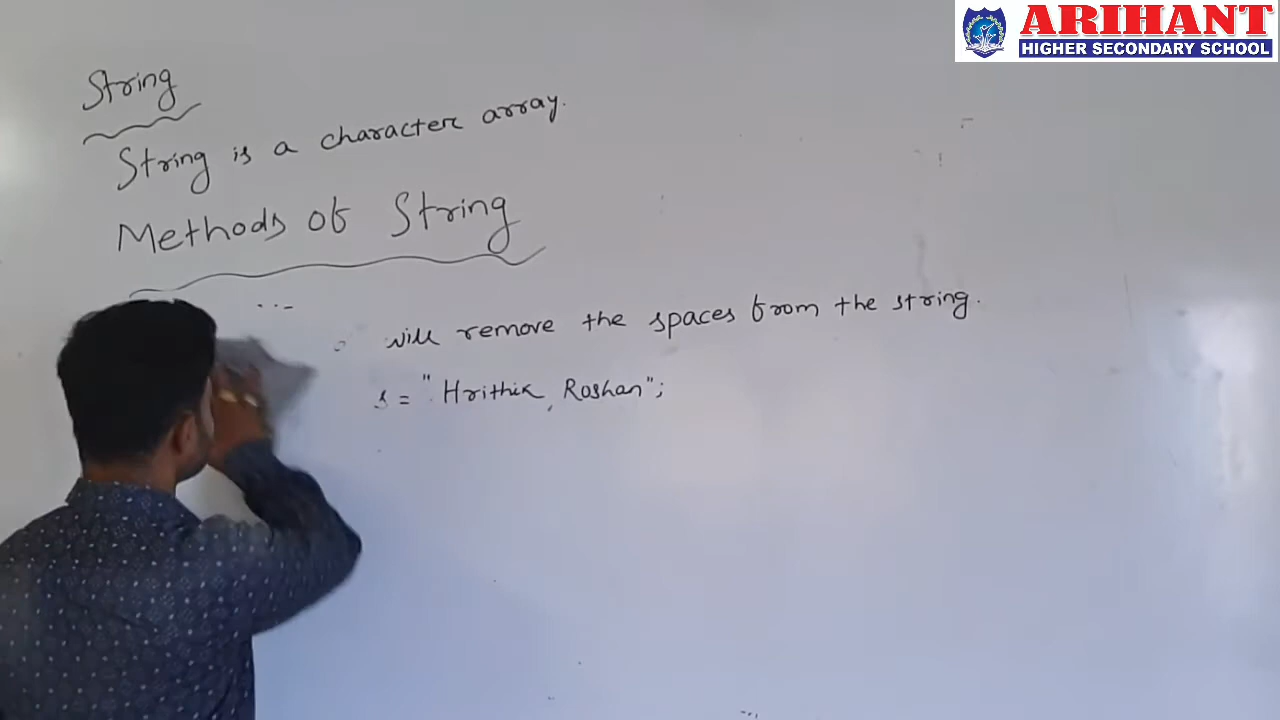 ARIHANT
HIGHER SECONDARY SCHOOL
String
String is a character array.
Methods of String
will remove the spaces from the string.
s = " Hrithik Roshan";